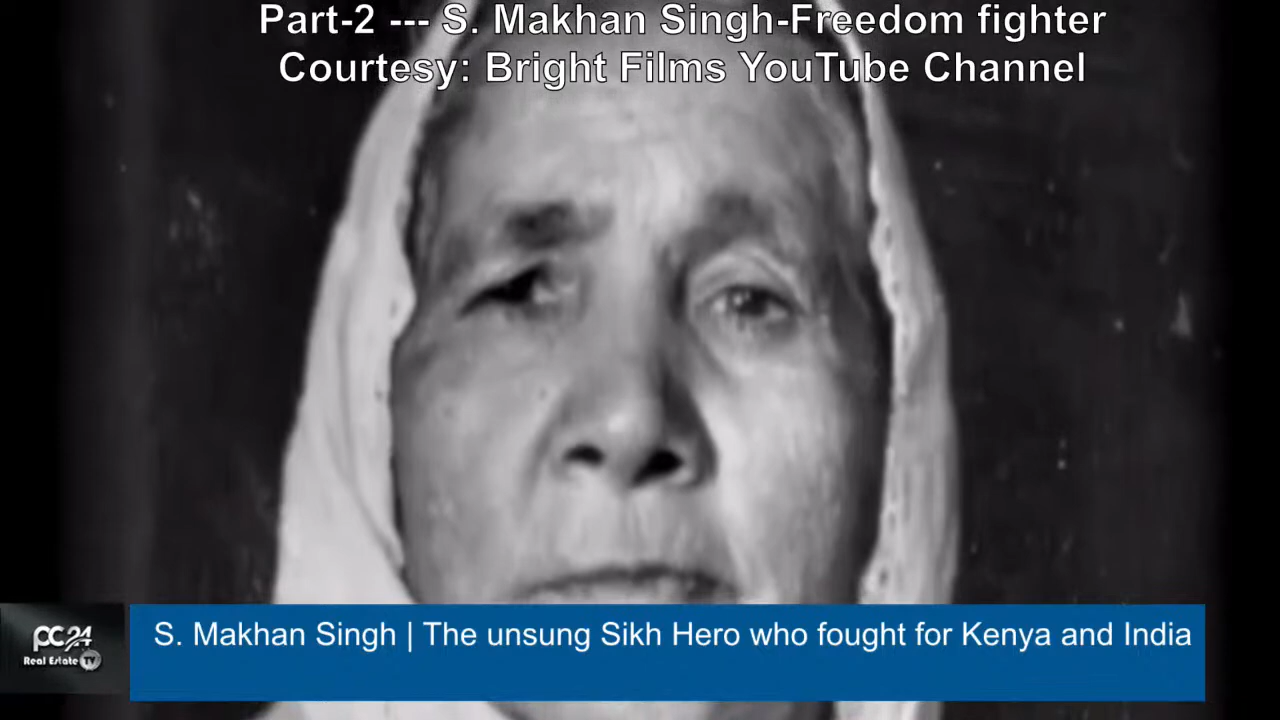 Part-2 --- S. Makhan Singh-Freedom fighter
Courtesy: Bright Films YouTube Channel
S. Makhan Singh | The unsung Sikh Hero who fought for Kenya and India
pc24
Real Estate TV